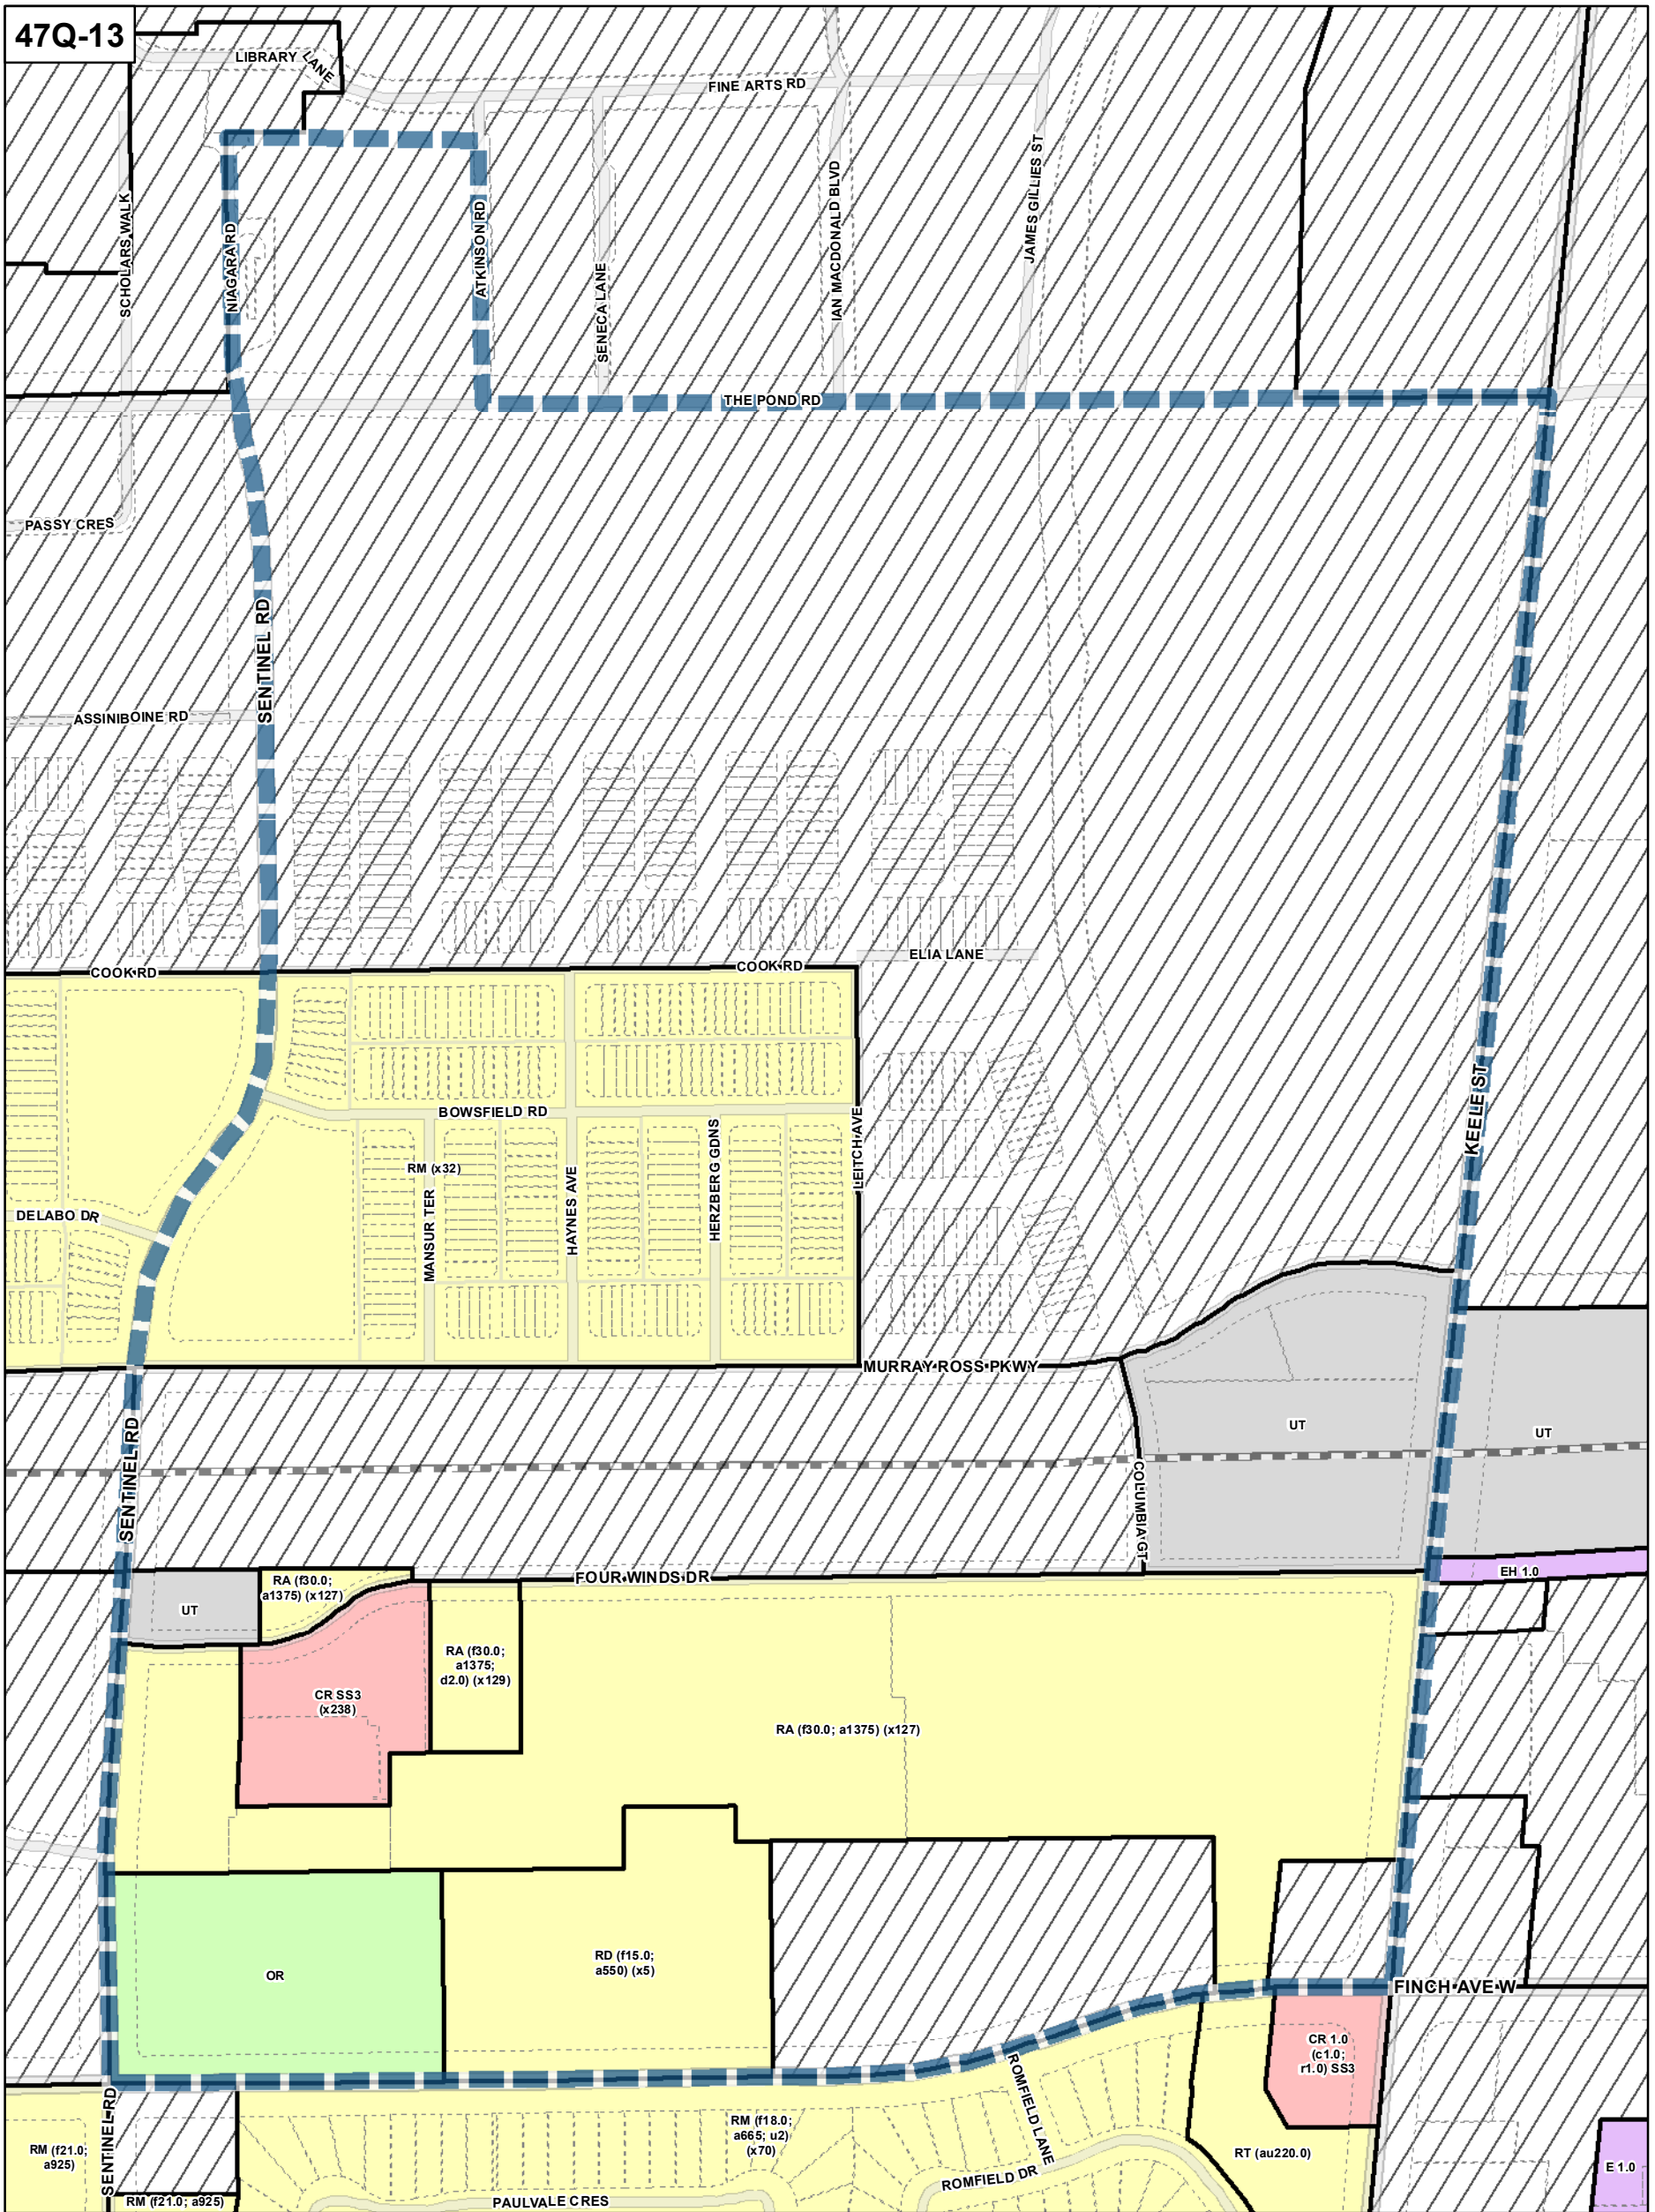 47Q-13
LIBRARY LANE
FINE ARTS RD
SCHOLARS WALK
NIAGARA RD
ATKINSON RD
SENECA LANE
IAN MACDONALD BLVD
JAMES GILLIES ST
THE POND RD
PASSY CRES
SENTINEL RD
ASSINIBOINE RD
COOK RD
COOK RD
ELIA LANE
KEELE ST
BOWSFIELD RD
RM (x32)
MANSUR TER
HAYNES AVE
HERZBERG GDNS
LEITCH AVE
DELABO DR
MURRAY ROSS PKWY
UT
UT
SENTINEL RD
COLUMBIA GT
FOUR WINDS DR
EH 1.0
UT
RA (f30.0;
a1375) (x127)
RA (f30.0;
a1375;
d2.0) (x129)
CR SS3
(x238)
RA (f30.0; a1375) (x127)
OR
RD (f15.0;
a550) (x5)
FINCH AVE W
CR 1.0
(c1.0;
r1.0) SS3
ROMFIELD LANE
SENTINEL RD
RM (f18.0;
a665; u2)
(x70)
RM (f21.0;
a925)
RT (au220.0)
E 1.0
ROMFIELD DR
RM (f21.0; a925)
PAULVALE CRES